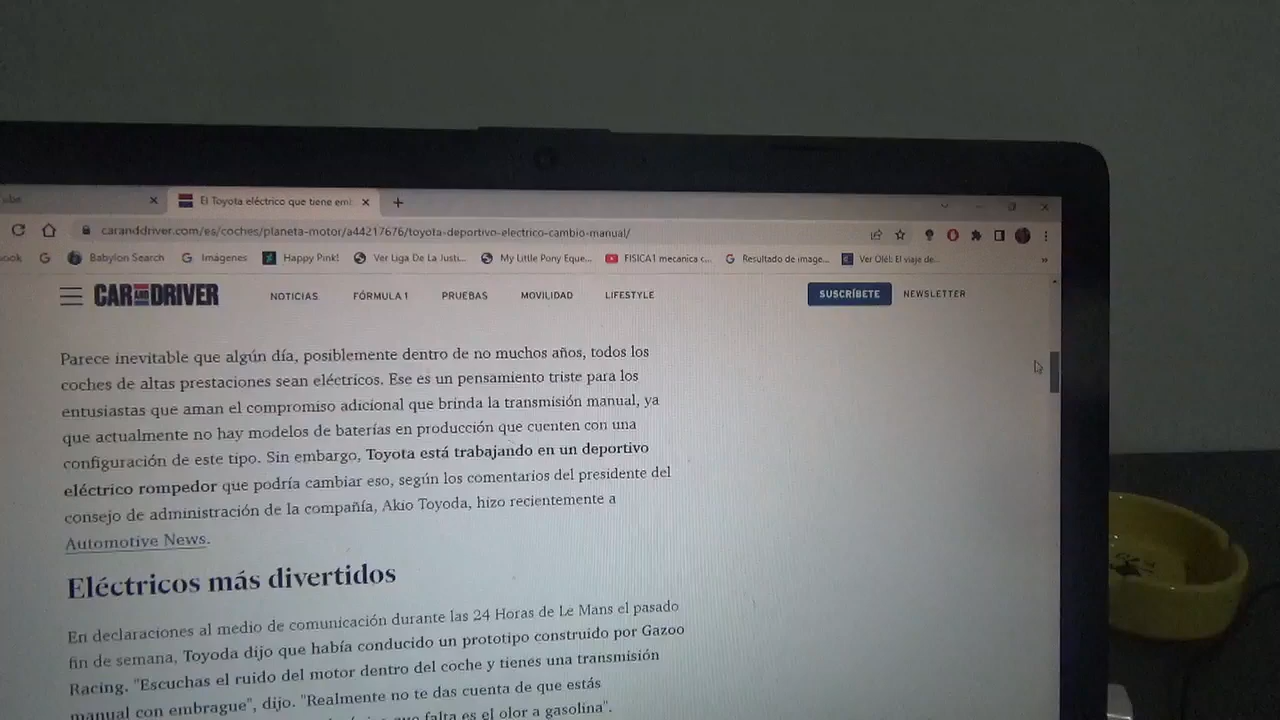 El Toyota eléctrico que tiene
caranddriver.com/es/coches/planeta-motor/a44217676/toyota-deportivo-electrico-cambio-manual/
ook G Babylon Search G Imágenes Happy Pink! Ver Liga De La Justi... My Little Pony Eque... FISICA1 mecanica c... G Resultado de image... Ver Olé!: El viaje de... »
CAR AND DRIVER NOTICIAS FÓRMULA 1 PRUEBAS MOVILIDAD LIFESTYLE SUSCRÍBETE NEWSLETTER
Parece inevitable que algún día, posiblemente dentro de no muchos años, todos los
coches de altas prestaciones sean eléctricos. Ese es un pensamiento triste para los
entusiastas que aman el compromiso adicional que brinda la transmisión manual, ya
que actualmente no hay modelos de baterías en producción que cuenten con una
configuración de este tipo. Sin embargo, Toyota está trabajando en un deportivo
eléctrico rompedor que podría cambiar eso, según los comentarios del presidente del
consejo de administración de la compañía, Akio Toyoda, hizo recientemente a
Automotive News.
Eléctricos más divertidos
En declaraciones al medio de comunicación durante las 24 Horas de Le Mans el pasado
fin de semana, Toyoda dijo que había conducido un prototipo construido por Gazoo
Racing. "Escuchas el ruido del motor dentro del coche y tienes una transmisión
manual con embrague", dijo. "Realmente no te das cuenta de que estás
que falta es el olor a gasolina".